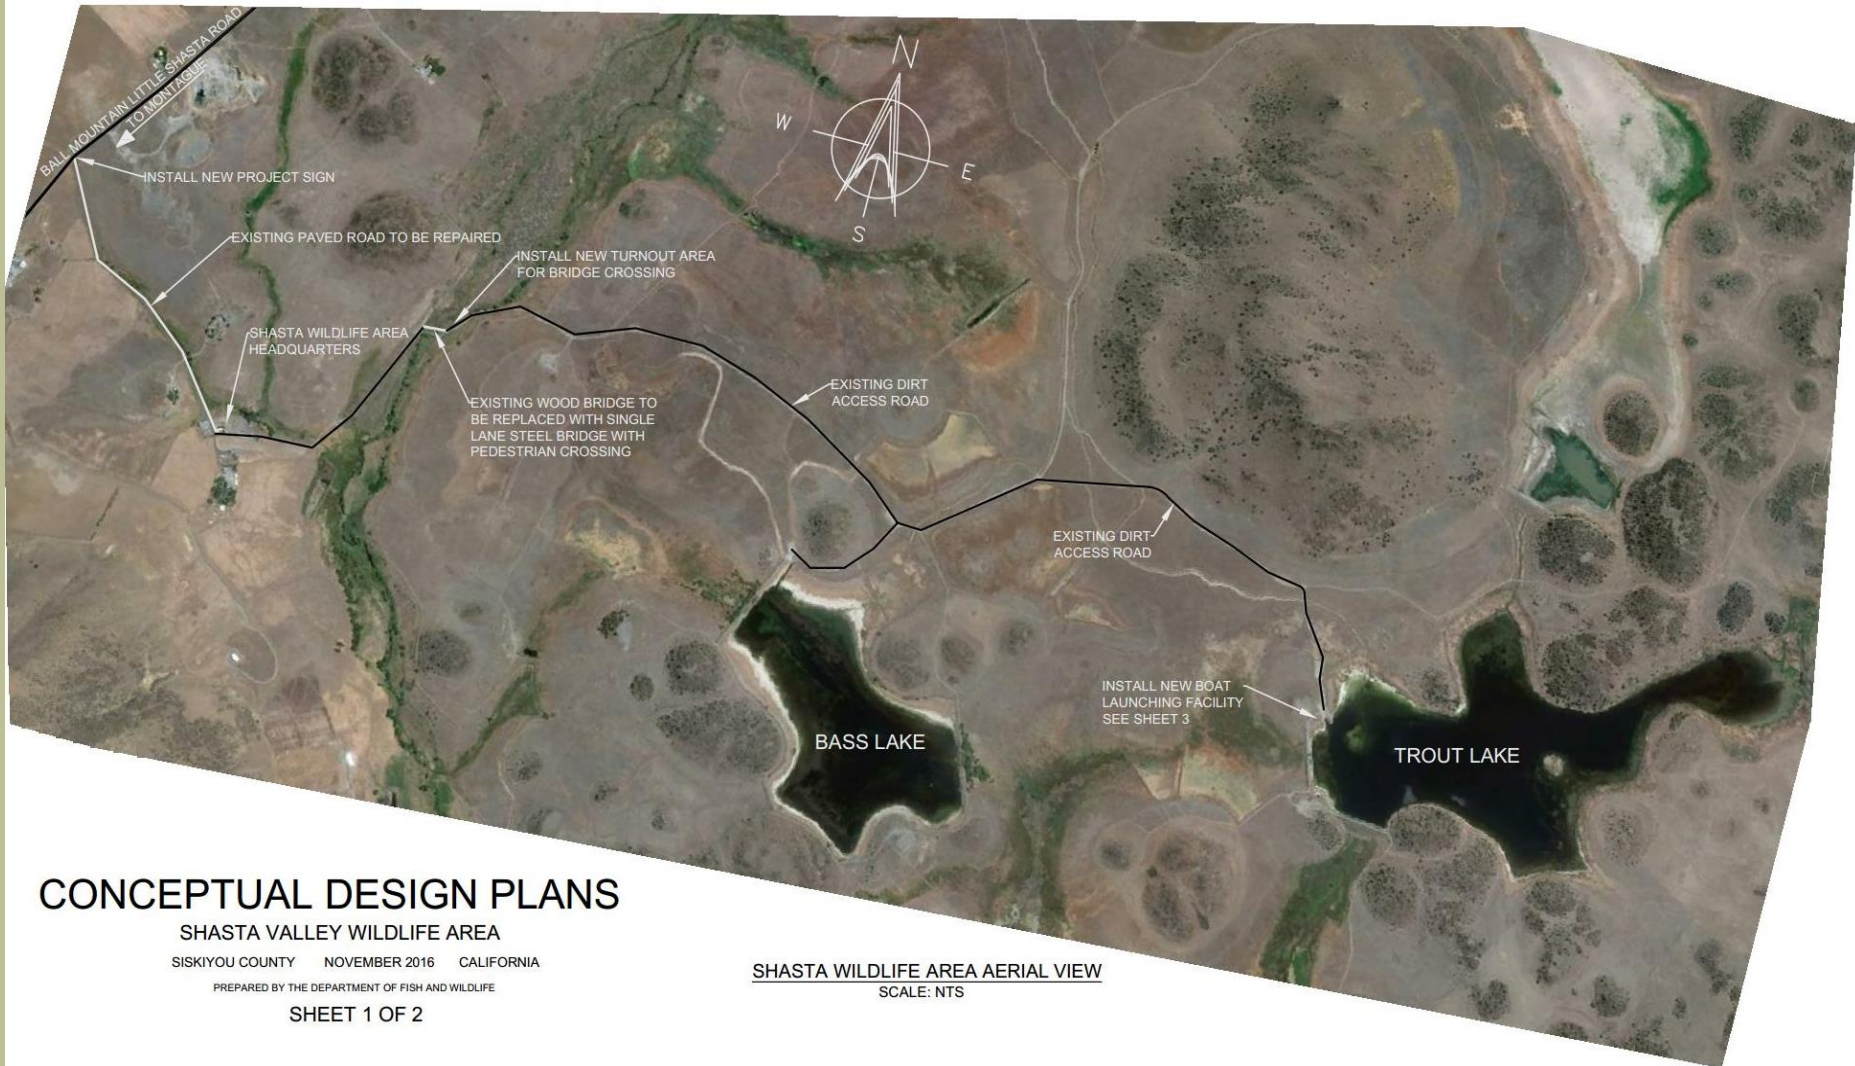 BALL MOUNTAIN LITTLE SHASTA ROAD
TO MONTAGUE
INSTALL NEW PROJECT SIGN
EXISTING PAVED ROAD TO BE REPAIRED
SHASTA WILDLIFE AREA
HEADQUARTERS
INSTALL NEW TURNOUT AREA
FOR BRIDGE CROSSING
EXISTING WOOD BRIDGE TO
BE REPLACED WITH SINGLE
LANE STEEL BRIDGE WITH
PEDESTRIAN CROSSING
N
W
E
S
EXISTING DIRT
ACCESS ROAD
EXISTING DIRT
ACCESS ROAD
INSTALL NEW BOAT
LAUNCHING FACILITY
SEE SHEET 3
BASS LAKE
TROUT LAKE
CONCEPTUAL DESIGN PLANS
SHASTA VALLEY WILDLIFE AREA
SISKIYOU COUNTY NOVEMBER 2016 CALIFORNIA
PREPARED BY THE DEPARTMENT OF FISH AND WILDLIFE
SHEET 1 OF 2
SHASTA WILDLIFE AREA AERIAL VIEW
SCALE: NTS